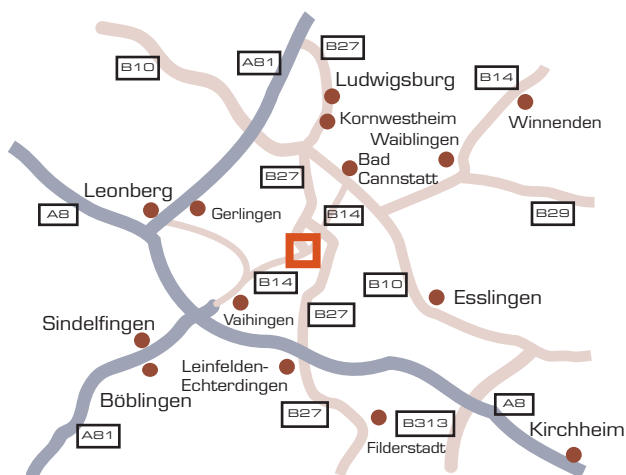 B27
B10
A81
Ludwigsburg
B14
Kornwestheim
Winnenden
Waiblingen
Bad
Cannstatt
B27
Leonberg
A8
Gerlingen
B14
B29
B14
B10
Esslingen
B27
Vaihingen
Sindelfingen
Leinfelden-
Echterdingen
Böblingen
A8
B27
B313
Kirchheim
A81
Filderstadt